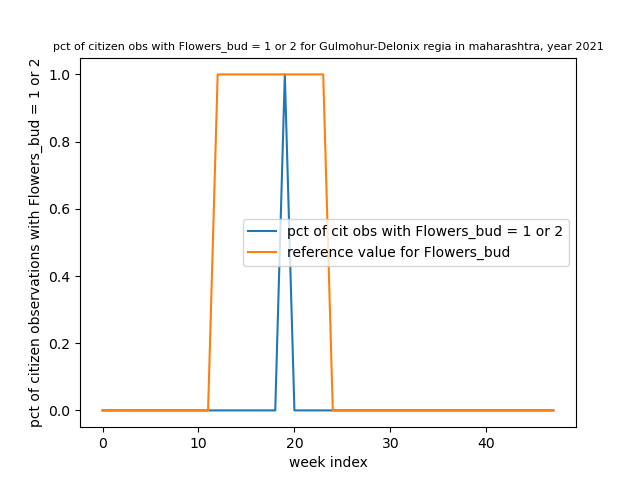 pct of citizen obs with Flowers_bud = 1 or 2 for Gulmohur-Delonix regia in maharashtra, year 2021
pct of citizen observations with Flowers_bud = 1 or 2
1.0
0.8
0.6
0.4
0.2
0.0
pct of cit obs with Flowers_bud = 1 or 2
reference value for Flowers_bud
0 10 20 30 40
week index